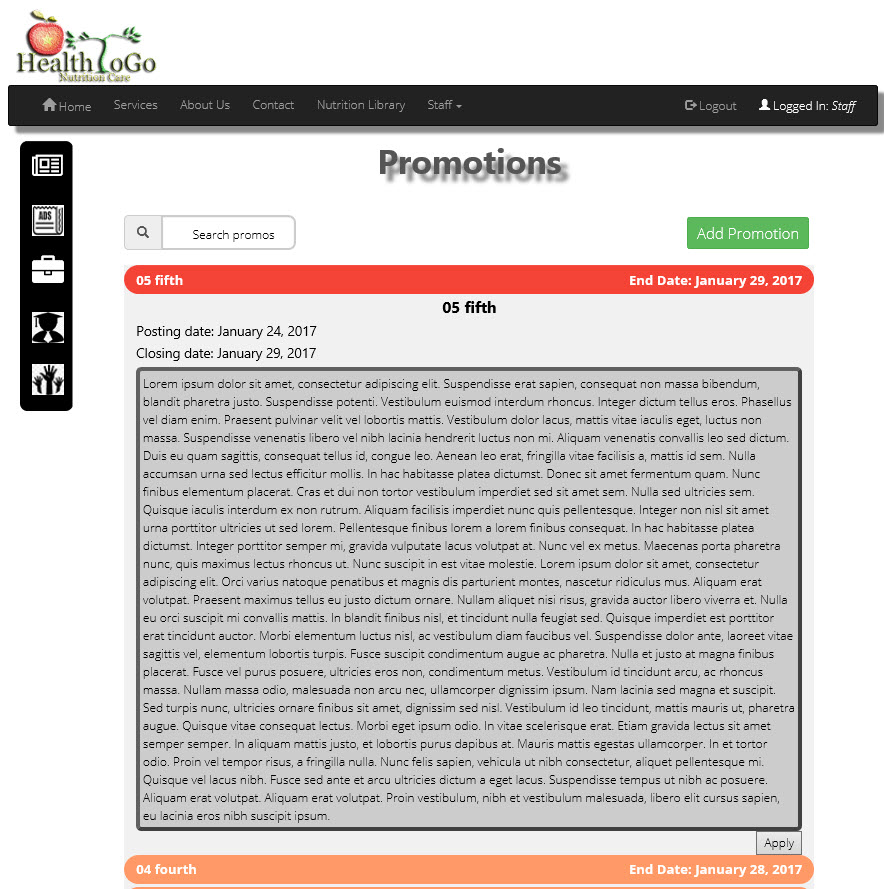 Health ToGo
Nutrition Care
Home Services About Us Contact Nutrition Library Staff Logout Logged In: Staff
Promotions
ADS
Search promos Add Promotion
05 fifth End Date: January 29, 2017
05 fifth
Posting date: January 24, 2017
Closing date: January 29, 2017
Lorem ipsum dolor sit amet, consectetur adipiscing elit. Suspendisse erat sapien, consequat non massa bibendum,
blandit pharetra justo. Suspendisse potenti. Vestibulum euismod interdum rhoncus. Integer dictum tellus eros. Phasellus
vel diam enim. Praesent pulvinar velit vel lobortis mattis. Vestibulum dolor lacus, mattis vitae iaculis eget, luctus non
massa. Suspendisse venenatis libero vel nibh lacinia hendrerit luctus non mi. Aliquam venenatis convallis leo sed dictum.
Duis eu quam sagittis, consequat tellus id, congue leo. Aenean leo erat, fringilla vitae facilisis a, mattis id sem. Nulla
accumsan urna sed lectus efficitur mollis. In hac habitasse platea dictumst. Donec sit amet fermentum quam. Nunc
finibus elementum placerat. Cras et dui non tortor vestibulum imperdiet sed sit amet sem. Nulla sed ultricies sem.
Quisque iaculis interdum ex non rutrum. Aliquam facilisis imperdiet nunc quis pellentesque. Integer non nisl sit amet
urna porttitor ultricies ut sed lorem. Pellentesque finibus lorem a lorem finibus consequat. In hac habitasse platea
dictumst. Integer porttitor semper mi, gravida vulputate lacus volutpat at. Nunc vel ex metus. Maecenas porta pharetra
nunc, quis maximus lectus rhoncus ut. Nunc suscipit in est vitae molestie. Lorem ipsum dolor sit amet, consectetur
adipiscing elit. Orci varius natoque penatibus et magnis dis parturient montes, nascetur ridiculus mus. Aliquam erat
volutpat. Praesent maximus tellus eu justo dictum ornare. Nullam aliquet nisi risus, gravida auctor libero viverra et. Nulla
eu orci suscipit mi convallis mattis. In blandit finibus nisl, et tincidunt nulla feugiat sed. Quisque imperdiet est porttitor
erat tincidunt auctor. Morbi elementum luctus nisl, ac vestibulum diam faucibus vel. Suspendisse dolor ante, laoreet vitae
sagittis vel, elementum lobortis turpis. Fusce suscipit condimentum augue ac pharetra. Nulla et justo at magna finibus
placerat. Fusce vel purus posuere, ultricies eros non, condimentum metus. Vestibulum id tincidunt arcu, ac rhoncus
massa. Nullam massa odio, malesuada non arcu nec, ullamcorper dignissim ipsum. Nam lacinia sed magna et suscipit.
Sed turpis nunc, ultricies ornare finibus sit amet, dignissim sed nisl. Vestibulum id leo tincidunt, mattis mauris ut, pharetra
augue. Quisque vitae consequat lectus. Morbi eget ipsum odio. In vitae scelerisque erat. Etiam gravida lectus sit amet
semper semper. In aliquam mattis justo, et lobortis purus dapibus at. Mauris mattis egestas ullamcorper. In et tortor
odio. Proin vel tempor risus, a fringilla nulla. Nunc felis sapien, vehicula ut nibh consectetur, aliquet pellentesque mi.
Quisque vel lacus nibh. Fusce sed ante et arcu ultricies dictum a eget lacus. Suspendisse tempus ut nibh ac posuere.
Aliquam erat volutpat. Aliquam erat volutpat. Proin vestibulum, nibh et vestibulum malesuada, libero elit cursus sapien,
eu lacinia eros nibh suscipit ipsum.
Apply
04 fourth End Date: January 28, 2017